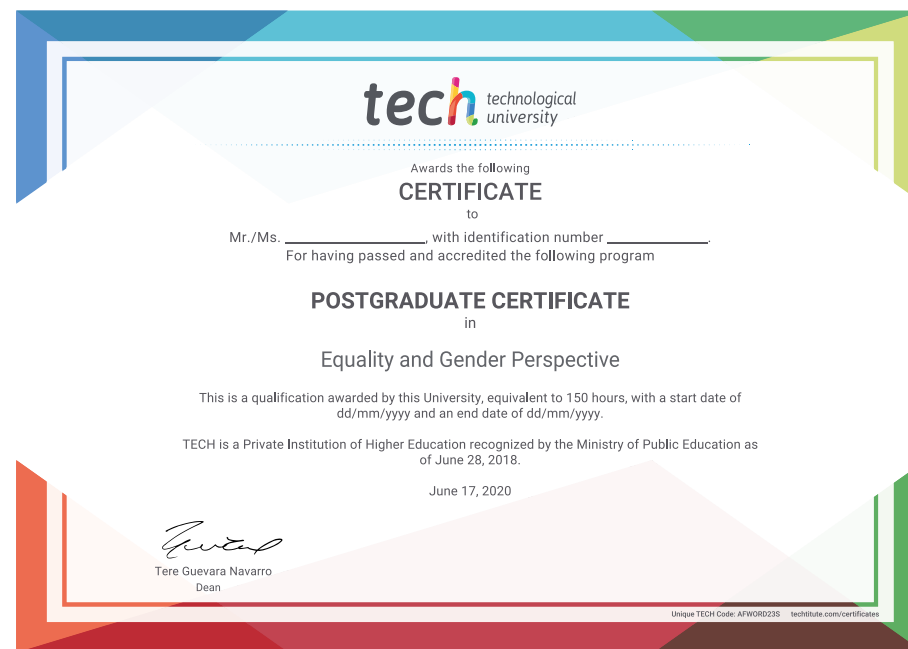 tech technological
university
Awards the following
CERTIFICATE
to
Mr./Ms. ____________________, with identification number ______________.
For having passed and accredited the following program
POSTGRADUATE CERTIFICATE
in
Equality and Gender Perspective
This is a qualification awarded by this University, equivalent to 150 hours, with a start date of
dd/mm/yyyy and an end date of dd/mm/yyyy.
TECH is a Private Institution of Higher Education recognized by the Ministry of Public Education as
of June 28, 2018.
June 17, 2020
Tere Guevara Navarro
Dean
Unique TECH Code: AFWORD23S techtitute.com/certificates